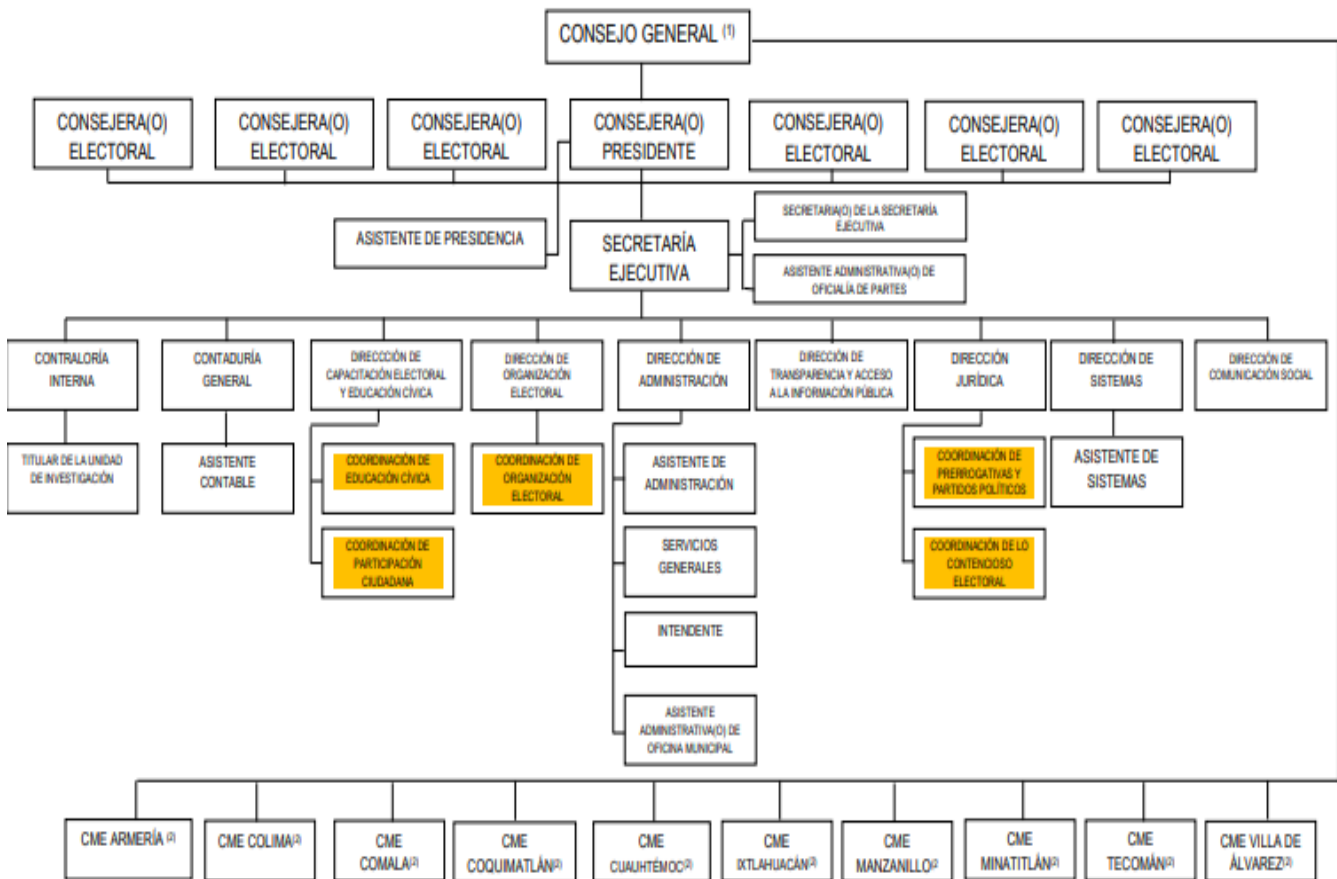 CONSEJO GENERAL (1)
CONSEJERA(O)
ELECTORAL
CONSEJERA(O)
ELECTORAL
CONSEJERA(O)
ELECTORAL
CONSEJERA(O)
PRESIDENTE
CONSEJERA(O)
ELECTORAL
CONSEJERA(O)
ELECTORAL
CONSEJERA(O)
ELECTORAL
ASISTENTE DE PRESIDENCIA
SECRETARÍA
EJECUTIVA
SECRETARIA(O) DE LA SECRETARÍA
EJECUTIVA
ASISTENTE ADMINISTRATIVA(O) DE
OFICIALÍA DE PARTES
CONTRALORÍA
INTERNA
CONTADURÍA
GENERAL
DIRECCCIÓN DE
CAPACITACIÓN ELECTORAL
Y EDUCACIÓN CÍVICA
DIRECCIÓN DE
ORGANIZACIÓN
ELECTORAL
DIRECCIÓN DE
ADMINISTRACIÓN
DIRECCIÓN DE
TRANSPARENCIA Y ACCESO
A LA INFORMACIÓN PÚBLICA
DIRECCIÓN
JURÍDICA
DIRECCIÓN DE
SISTEMAS
DIRECCIÓN DE
COMUNICACIÓN SOCIAL
TITULAR DE LA UNIDAD
DE INVESTIGACIÓN
ASISTENTE
CONTABLE
COORDINACIÓN DE
EDUCACIÓN CÍVICA
COORDINACIÓN DE
ORGANIZACIÓN
ELECTORAL
ASISTENTE DE
ADMINISTRACIÓN
COORDINACIÓN DE
PRERROGATIVAS Y
PARTIDOS POLÍTICOS
ASISTENTE DE
SISTEMAS
COORDINACIÓN DE
PARTICIPACIÓN
CIUDADANA
SERVICIOS
GENERALES
COORDINACIÓN DE LO
CONTENCIOSO
ELECTORAL
INTENDENTE
ASISTENTE
ADMINISTRATIVA(O) DE
OFICINA MUNICIPAL
CME ARMERÍA (2)
CME COLIMA(2)
CME
COMALA(2)
CME
COQUIMATLÁN(2)
CME
CUAUHTÉMOC(2)
CME
IXTLAHUACÁN(2)
CME
MANZANILLO(2
CME
MINATITLÁN(2)
CME
TECOMÁN(2)
CME VILLA DE
ÁLVAREZ(2)